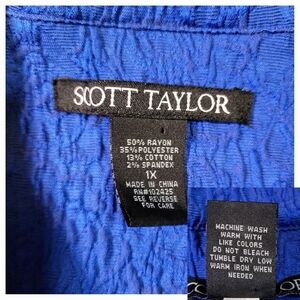 SCOTT TAYLOR
50% RAYON
35% POLYESTER
13% COTTON
2% SPANDEX
1X
MADE IN CHINA
RN#102425
SEE REVERSE
FOR CARE
MACHINE WASH
WARM WITH
LIKE COLORS
DO NOT BLEACH
TUMBLE DRY LOW
WARM IRON WHEN
NEEDED